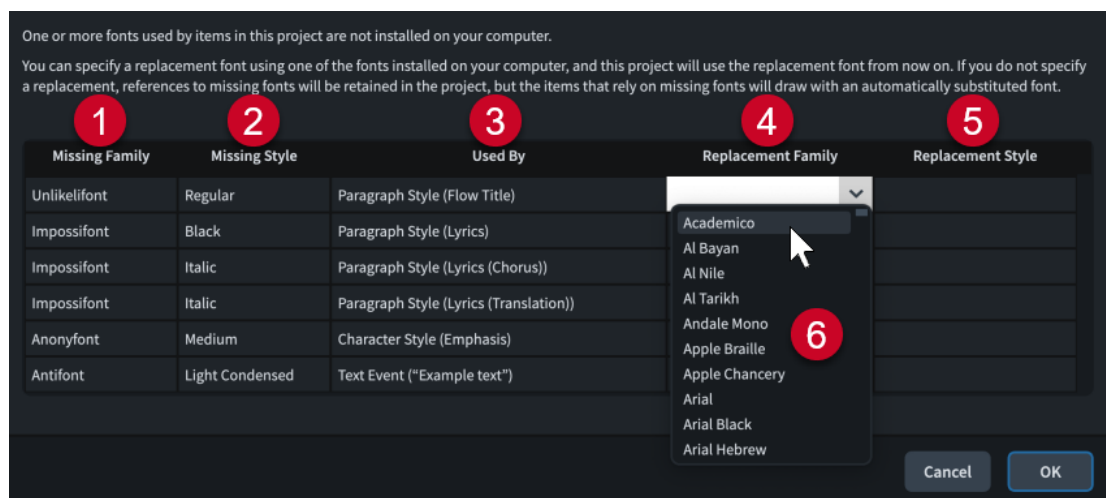 One or more fonts used by items in this project are not installed on your computer.
You can specify a replacement font using one of the fonts installed on your computer, and this project will use the replacement font from now on. If you do not specify
a replacement, references to missing fonts will be retained in the project, but the items that rely on missing fonts will draw with an automatically substituted font.
1 2 3 4 5
Missing Family Missing Style Used By Replacement Family Replacement Style
Unlikelifont Regular Paragraph Style (Flow Title)
Impossifont Black Paragraph Style (Lyrics)
Impossifont Italic Paragraph Style (Lyrics (Chorus))
Impossifont Italic Paragraph Style (Lyrics (Translation))
Anonyfont Medium Character Style (Emphasis)
Antifont Light Condensed Text Event (“Example text”)
Academico
Al Bayan
Al Nile
Al Tarikh
Andale Mono
6
Apple Braille
Apple Chancery
Arial
Arial Black
Arial Hebrew
Cancel OK